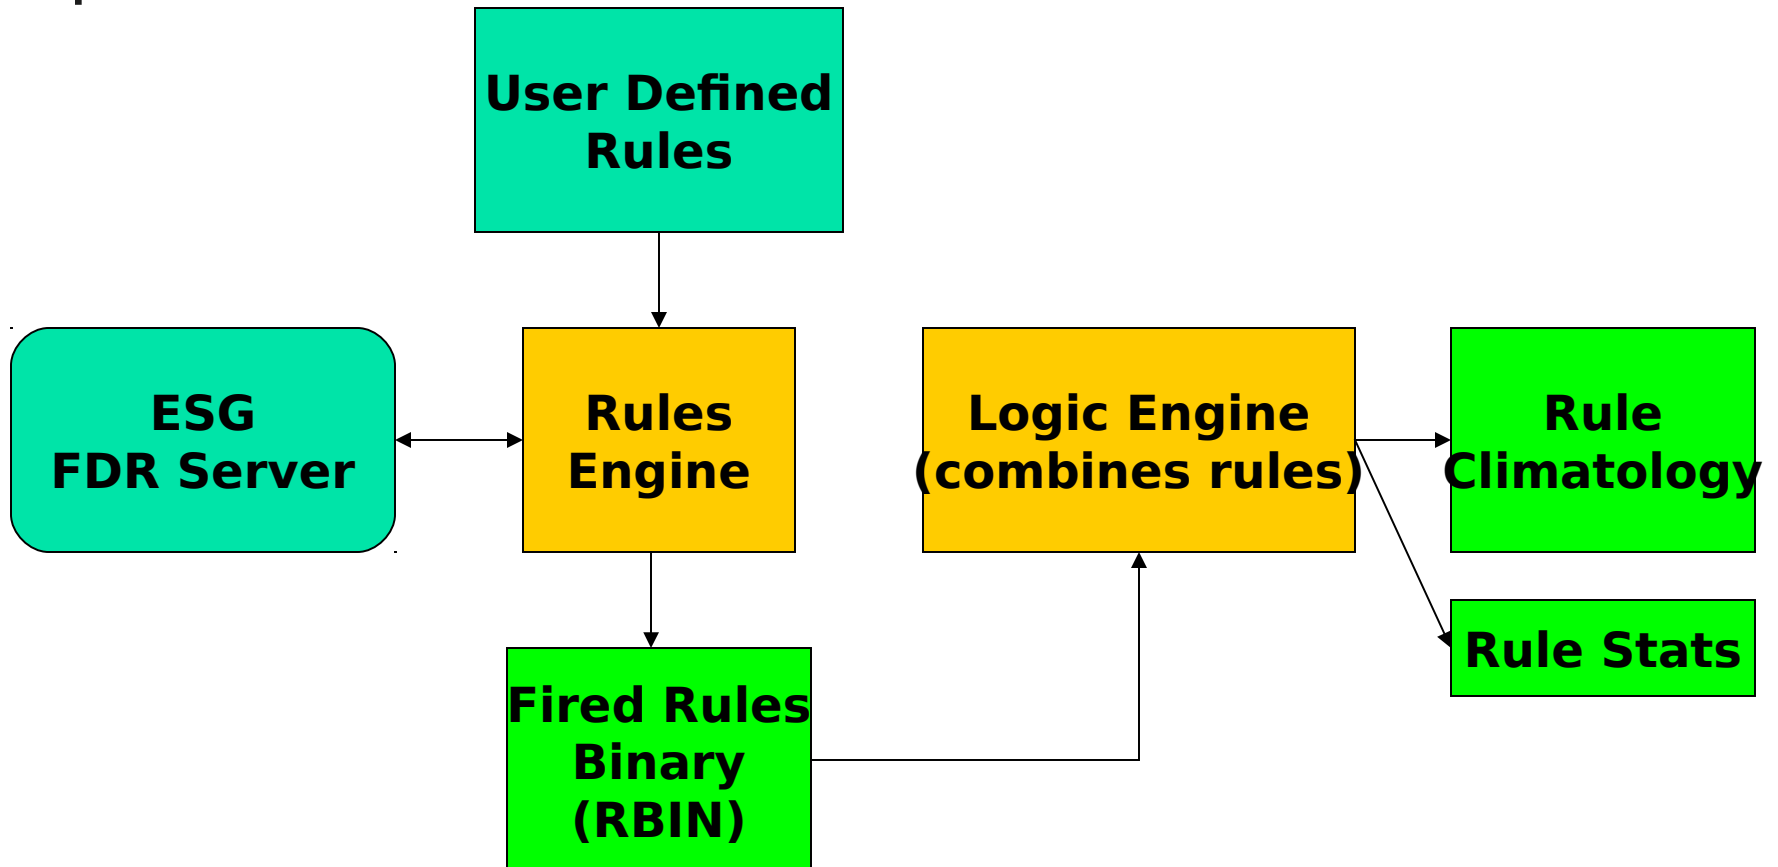 User Defined
Rules
ESG
FDR Server
Rules
Engine
Logic Engine
(combines rules)
Rule
Climatology
Rule Stats
Fired Rules
Binary
(RBIN)